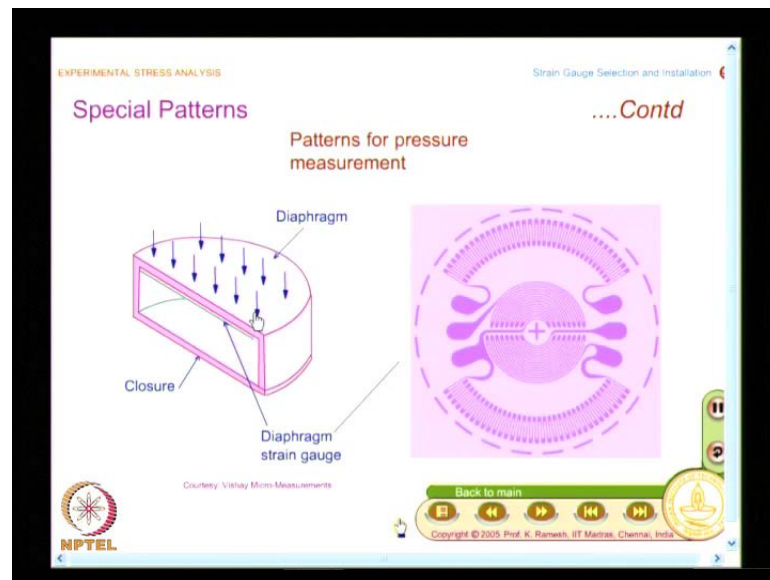 EXPERIMENTAL STRESS ANALYSIS
Strain Gauge Selection and Installation
Special Patterns
....Contd
Patterns for pressure
measurement
Diaphragm
Closure
Diaphragm
strain gauge
Courtesy: Vishay Micro-Measurements
Back to main
Copyright © 2005 Prof. K. Ramesh, IIT Madras, Chennai, India
NPTEL